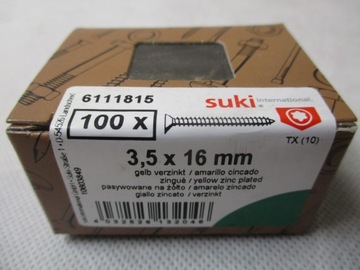 6111815
suki international.
100 x
TX (10)
3,5 x 16 mm
gelb verzinkt / amarillo cincado
zingué / yellow zinc plated
pasywowane na żółto / amarelo zincado
giallo zincato / verzinkt